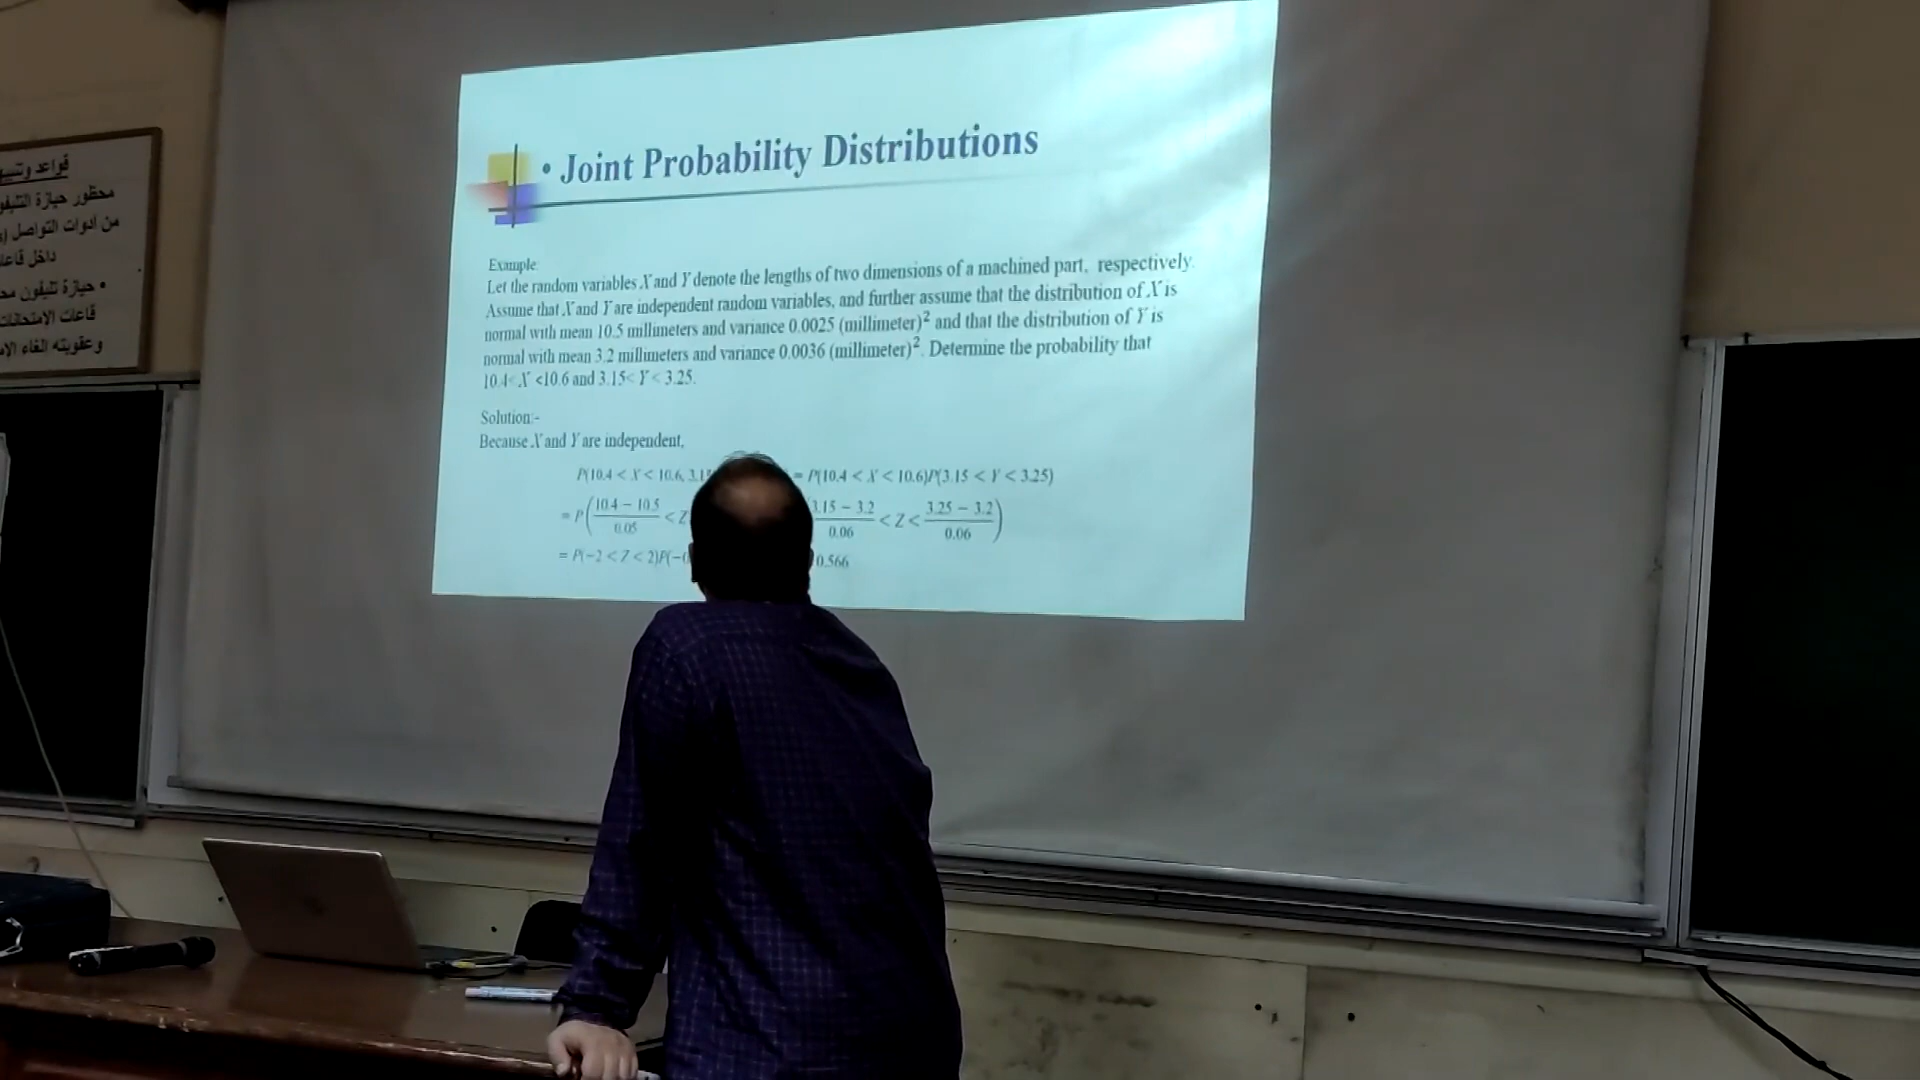 • Joint Probability Distributions
Example:
Let the random variables X and Y denote the lengths of two dimensions of a machined part, respectively.
Assume that X and Y are independent random variables, and further assume that the distribution of X is
normal with mean 10.5 millimeters and variance 0.0025 (millimeter)² and that the distribution of Y is
normal with mean 3.2 millimeters and variance 0.0036 (millimeter)². Determine the probability that
10.4< X <10.6 and 3.15< Y < 3.25.
Solution:-
Because X and Y are independent,
P(10.4 < X < 10.6, 3.15 = P(10.4 < X < 10.6)P(3.15 < Y < 3.25)
= P(10.4 − 10.5 / 0.05 < Z 3.15 − 3.2 / 0.06 < Z < 3.25 − 3.2 / 0.06)
= P(−2 < Z < 2)P(− 0.566
قواعد
محظور حيازة
من أدوات التواصل
داخل
• حيازة تليفون
قاعات الامتحانات
وعقوبته الغاء